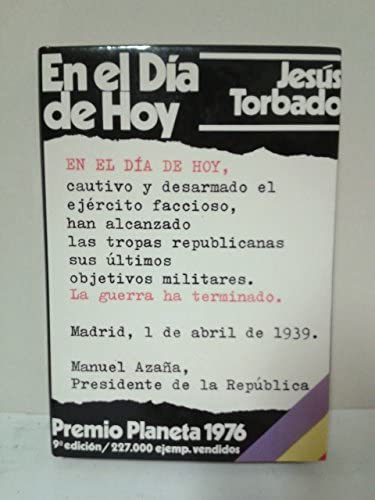 En el Día
de Hoy
Jesús
Torbado
EN EL DÍA DE HOY,
cautivo y desarmado el
ejército faccioso,
han alcanzado
las tropas republicanas
sus últimos
objetivos militares.
La guerra ha terminado.
Madrid, 1 de abril de 1939.
Manuel Azaña,
Presidente de la República
Premio Planeta 1976
9ª edición/227.000 ejemp. vendidos